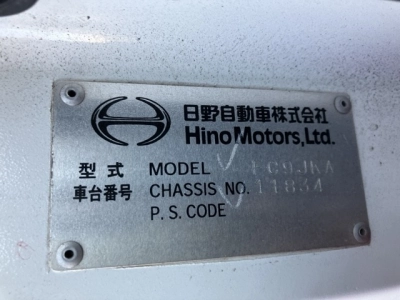 日野自動車株式会社
Hino Motors, Ltd.
型式 MODEL FC9JKA
車台番号 CHASSIS NO. 11834
P.S. CODE